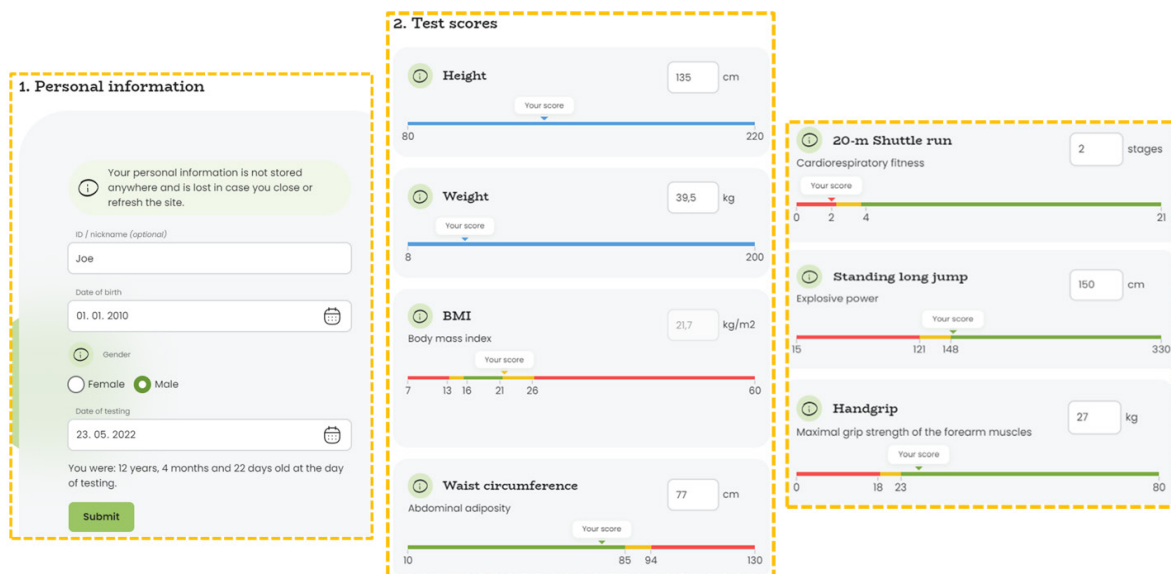 1. Personal information
Your personal information is not stored
anywhere and is lost in case you close or
refresh the site.
ID / nickname (optional)
Joe
Date of birth
01. 01. 2010
Gender
Female Male
Date of testing
23. 05. 2022
You were: 12 years, 4 months and 22 days old at the day
of testing.
Submit
2. Test scores
Height 135 cm
Your score
80 220
Weight 39,5 kg
Your score
8 200
BMI 21,7 kg/m2
Body mass index
Your score
7 13 16 21 26 60
Waist circumference 77 cm
Abdominal adiposity
Your score
10 85 94 130
20-m Shuttle run 2 stages
Cardiorespiratory fitness
Your score
0 2 4 21
Standing long jump 150 cm
Explosive power
Your score
15 121 148 330
Handgrip 27 kg
Maximal grip strength of the forearm muscles
Your score
0 18 23 80